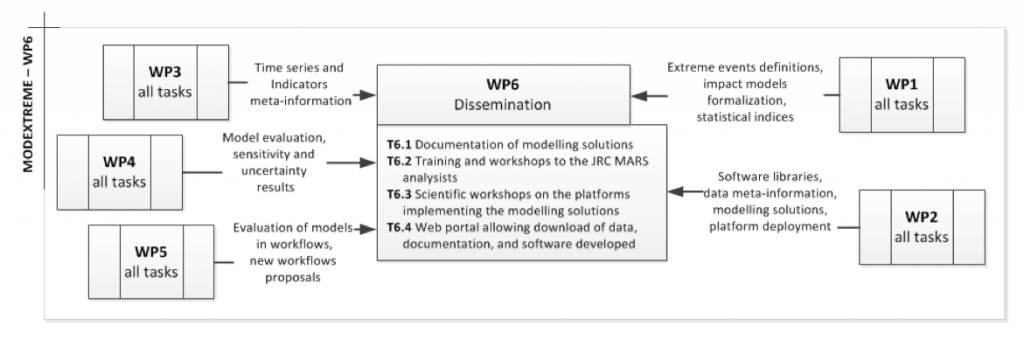 MODEXTREME – WP6
WP3
all tasks
Time series and
Indicators
meta-information
WP4
all tasks
Model evaluation,
sensitivity and
uncertainty
results
WP5
all tasks
Evaluation of models
in workflows,
new workflows
proposals
WP6
Dissemination
T6.1 Documentation of modelling solutions
T6.2 Training and workshops to the JRC MARS
analysists
T6.3 Scientific workshops on the platforms
implementing the modelling solutions
T6.4 Web portal allowing download of data,
documentation, and software developed
Extreme events definitions,
impact models
formalization,
statistical indices
WP1
all tasks
Software libraries,
data meta-information,
modelling solutions,
platform deployment
WP2
all tasks